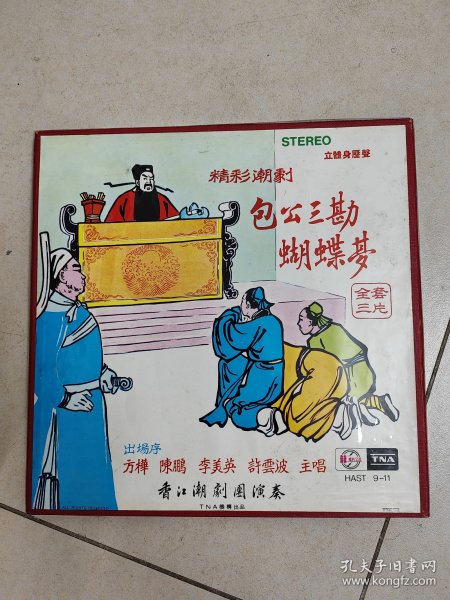 STEREO
立體身歷聲
精彩潮劇
包公三勘
蝴蝶夢
全套
三片
出場序
方樺 陳鵬 李美英 許雲波 主唱
香江潮劇團演奏
TNA機構出品
TNA
HAST 9-11
孔夫子旧书网
www.kongfz.com